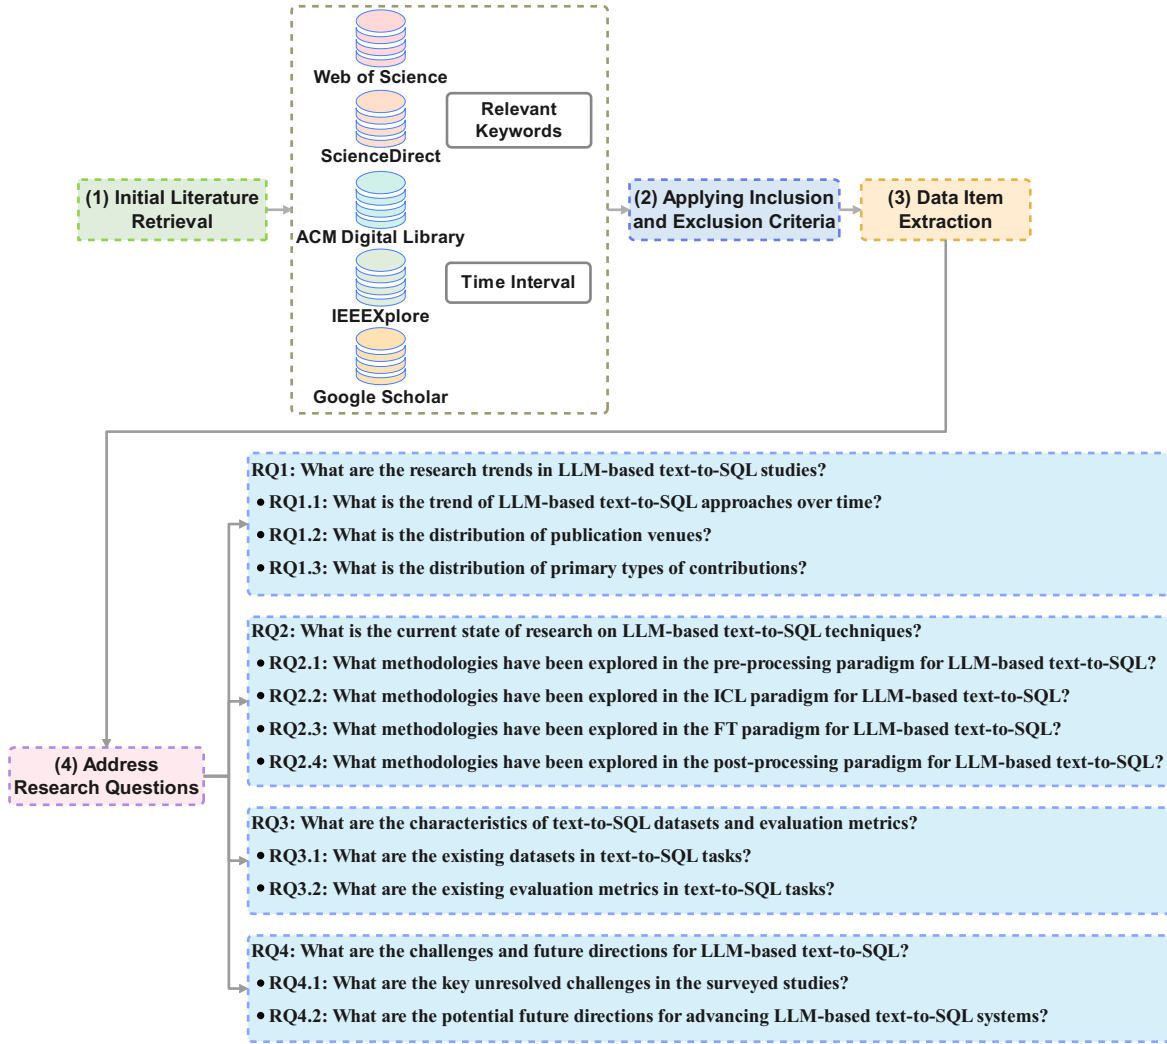 (1) Initial Literature
Retrieval
Web of Science
ScienceDirect
ACM Digital Library
IEEEXplore
Google Scholar
Relevant
Keywords
Time Interval
(2) Applying Inclusion
and Exclusion Criteria
(3) Data Item
Extraction
(4) Address
Research Questions
RQ1: What are the research trends in LLM-based text-to-SQL studies?
• RQ1.1: What is the trend of LLM-based text-to-SQL approaches over time?
• RQ1.2: What is the distribution of publication venues?
• RQ1.3: What is the distribution of primary types of contributions?
RQ2: What is the current state of research on LLM-based text-to-SQL techniques?
• RQ2.1: What methodologies have been explored in the pre-processing paradigm for LLM-based text-to-SQL?
• RQ2.2: What methodologies have been explored in the ICL paradigm for LLM-based text-to-SQL?
• RQ2.3: What methodologies have been explored in the FT paradigm for LLM-based text-to-SQL?
• RQ2.4: What methodologies have been explored in the post-processing paradigm for LLM-based text-to-SQL?
RQ3: What are the characteristics of text-to-SQL datasets and evaluation metrics?
• RQ3.1: What are the existing datasets in text-to-SQL tasks?
• RQ3.2: What are the existing evaluation metrics in text-to-SQL tasks?
RQ4: What are the challenges and future directions for LLM-based text-to-SQL?
• RQ4.1: What are the key unresolved challenges in the surveyed studies?
• RQ4.2: What are the potential future directions for advancing LLM-based text-to-SQL systems?